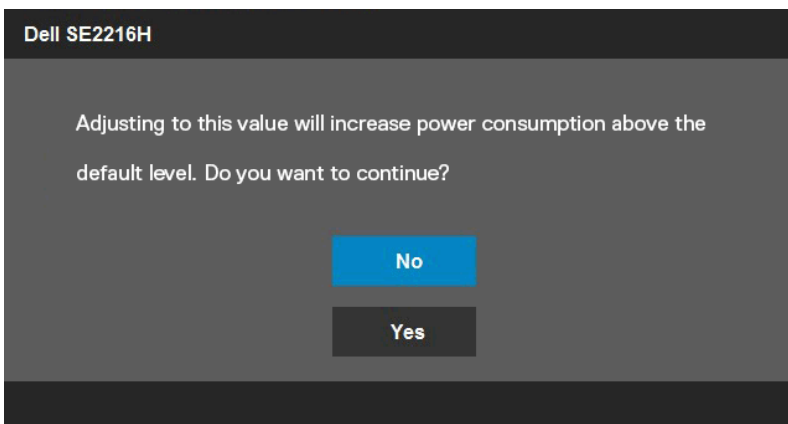 Dell SE2216H
Adjusting to this value will increase power consumption above the
default level. Do you want to continue?
No
Yes